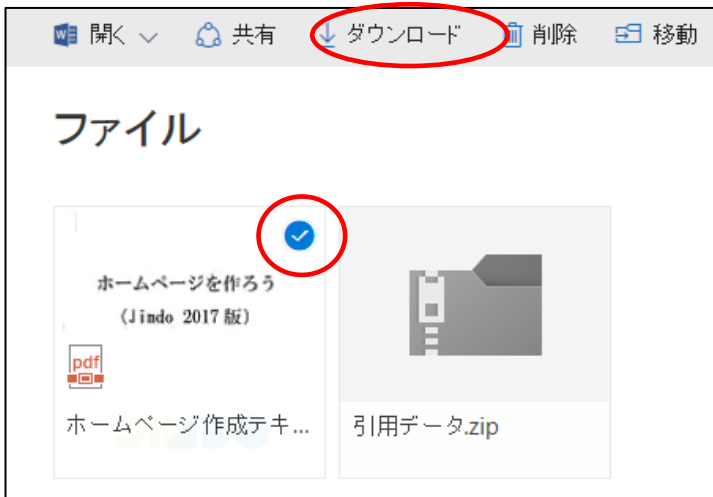 開く 共有 ダウンロード 削除 移動
ファイル
ホームページを作ろう
(Jindo 2017 版)
pdf
ホームページ作成テキ...
引用データ.zip